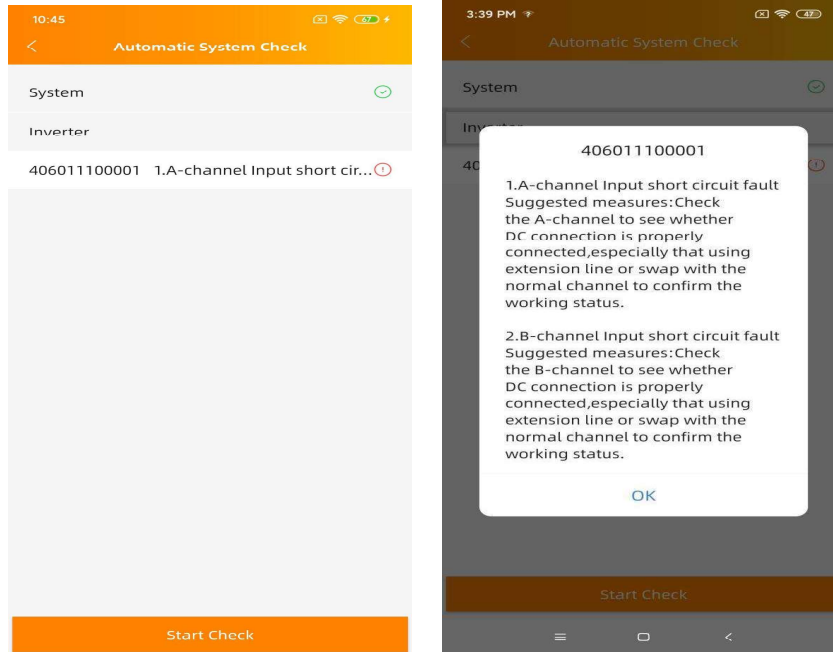 10:45
67
Automatic System Check
System
Inverter
406011100001 1.A-channel Input short cir...
Start Check
3:39 PM
47
Automatic System Check
System
Inverter
40
406011100001
1.A-channel Input short circuit fault
Suggested measures:Check
the A-channel to see whether
DC connection is properly
connected,especially that using
extension line or swap with the
normal channel to confirm the
working status.
2.B-channel Input short circuit fault
Suggested measures:Check
the B-channel to see whether
DC connection is properly
connected,especially that using
extension line or swap with the
normal channel to confirm the
working status.
OK
Start Check